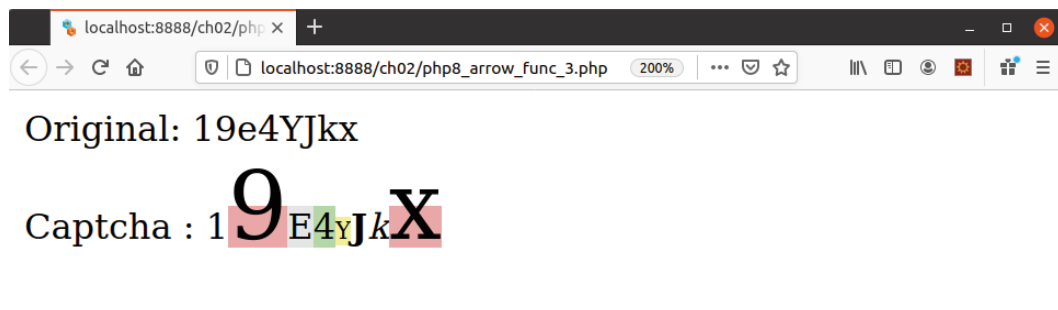 localhost:8888/ch02/php
localhost:8888/ch02/php8_arrow_func_3.php 200%
Original: 19e4YJkx
Captcha : 19E4YJkx